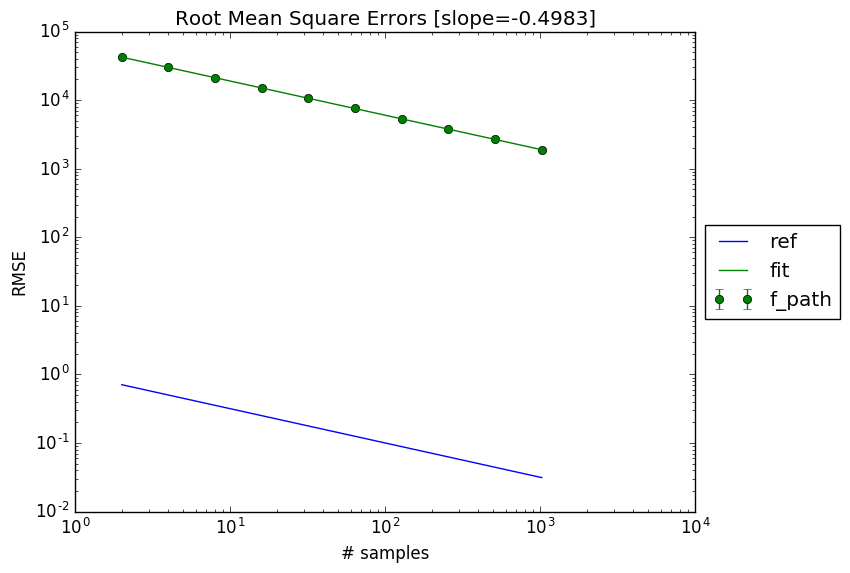 Root Mean Square Errors [slope=-0.4983]
10^5
10^4
10^3
10^2
10^1
10^0
10^-1
10^-2
RMSE
10^0 10^1 10^2 10^3 10^4
# samples
ref
fit
f_path